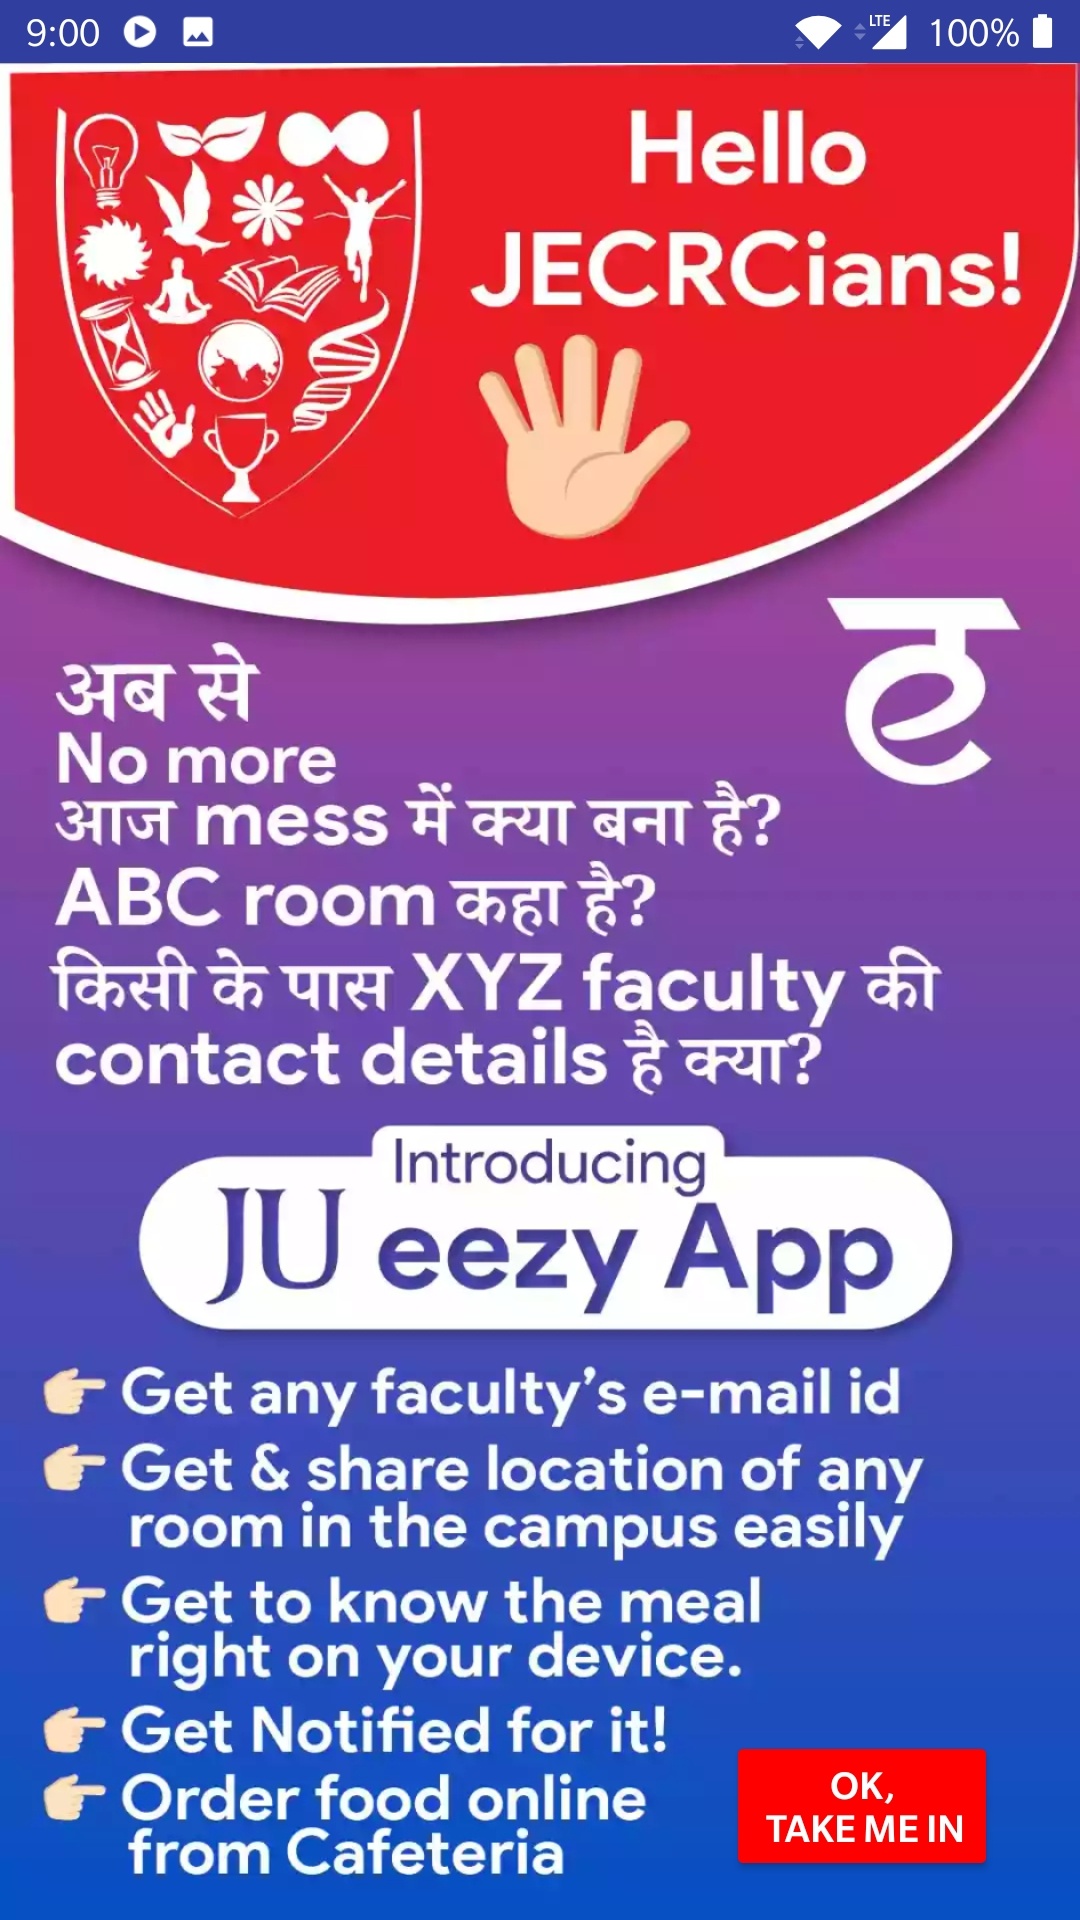 9:00
LTE
100%
Hello
JECRCians!
ह
अब से
No more
आज mess में क्या बना है?
ABC room कहा है?
किसी के पास XYZ faculty की
contact details है क्या?
Introducing
JU eezy App
Get any faculty's e-mail id
Get & share location of any
room in the campus easily
Get to know the meal
right on your device.
Get Notified for it!
Order food online
from Cafeteria
OK,
TAKE ME IN